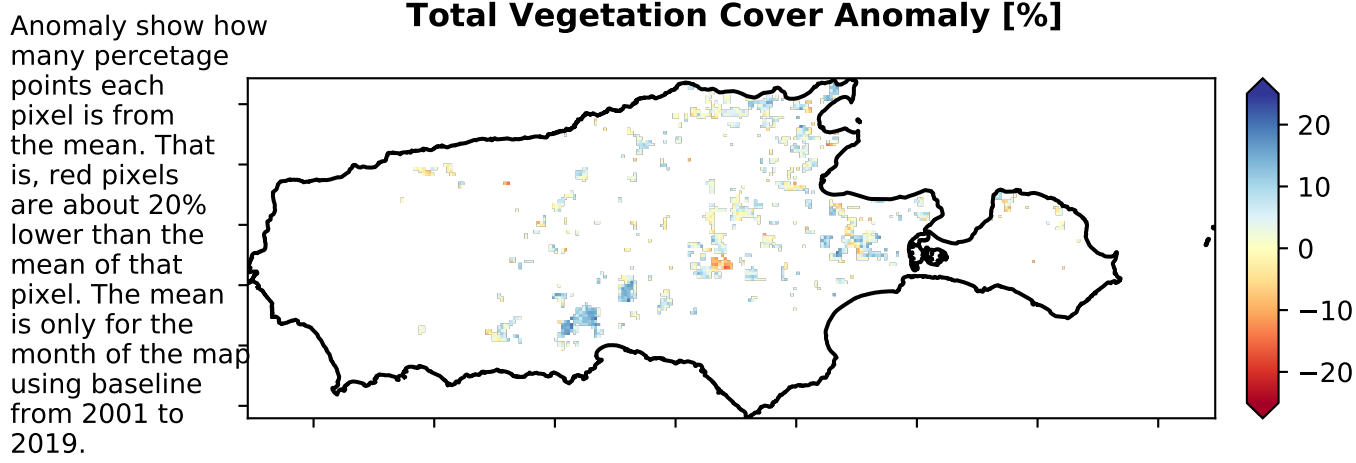 Total Vegetation Cover Anomaly [%]
Anomaly show how
many percetage
points each
pixel is from
the mean. That
is, red pixels
are about 20%
lower than the
mean of that
pixel. The mean
is only for the
month of the map
using baseline
from 2001 to
2019.
20
10
0
−10
−20